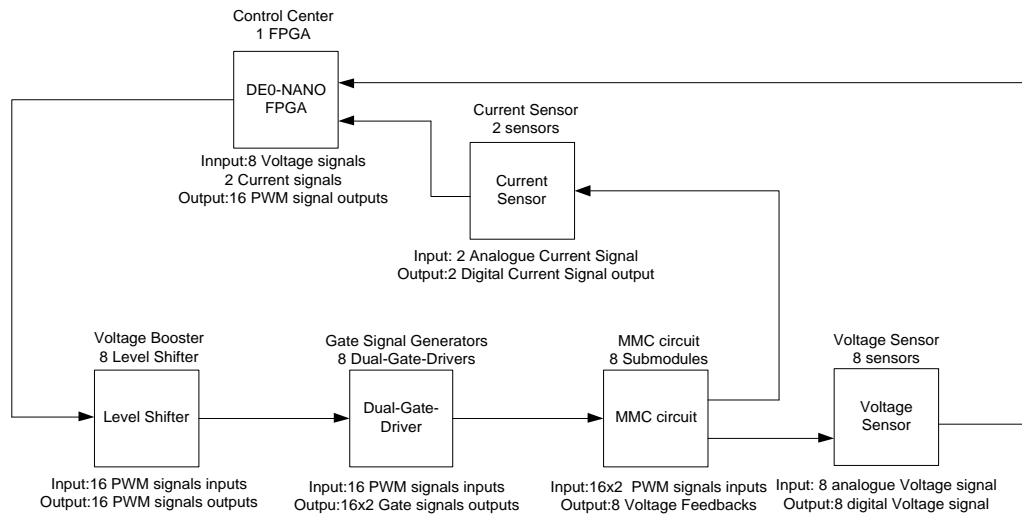 Control Center
1 FPGA
DE0-NANO
FPGA
Innput:8 Voltage signals
2 Current signals
Output:16 PWM signal outputs
Current Sensor
2 sensors
Current
Sensor
Input: 2 Analogue Current Signal
Output:2 Digital Current Signal output
Voltage Booster
8 Level Shifter
Level Shifter
Input:16 PWM signals inputs
Output:16 PWM signals outputs
Gate Signal Generators
8 Dual-Gate-Drivers
Dual-Gate-
Driver
Input:16 PWM signals inputs
Output:16x2 Gate signals outputs
MMC circuit
8 Submodules
MMC circuit
Input:16x2 PWM signals inputs
Output:8 Voltage Feedbacks
Voltage Sensor
8 sensors
Voltage
Sensor
Input: 8 analogue Voltage signal
Output:8 digital Voltage signal